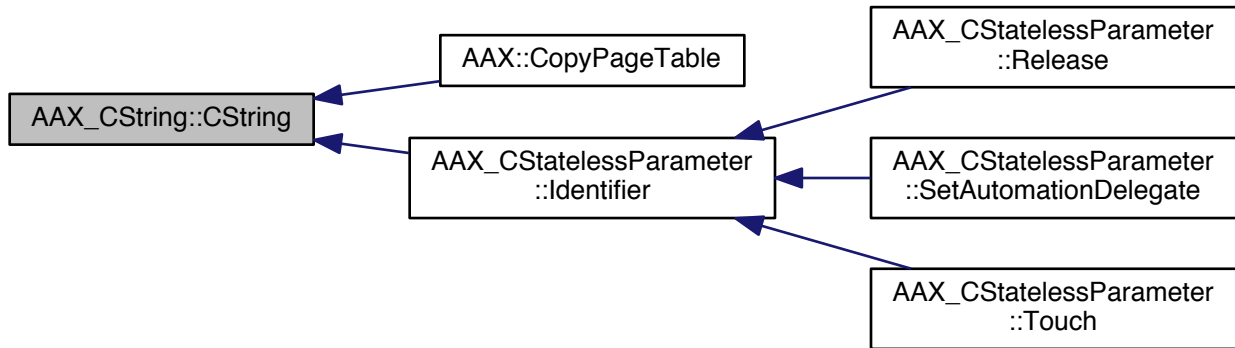 AAX_CString::CString
AAX::CopyPageTable
AAX_CStatelessParameter
::Identifier
AAX_CStatelessParameter
::Release
AAX_CStatelessParameter
::SetAutomationDelegate
AAX_CStatelessParameter
::Touch